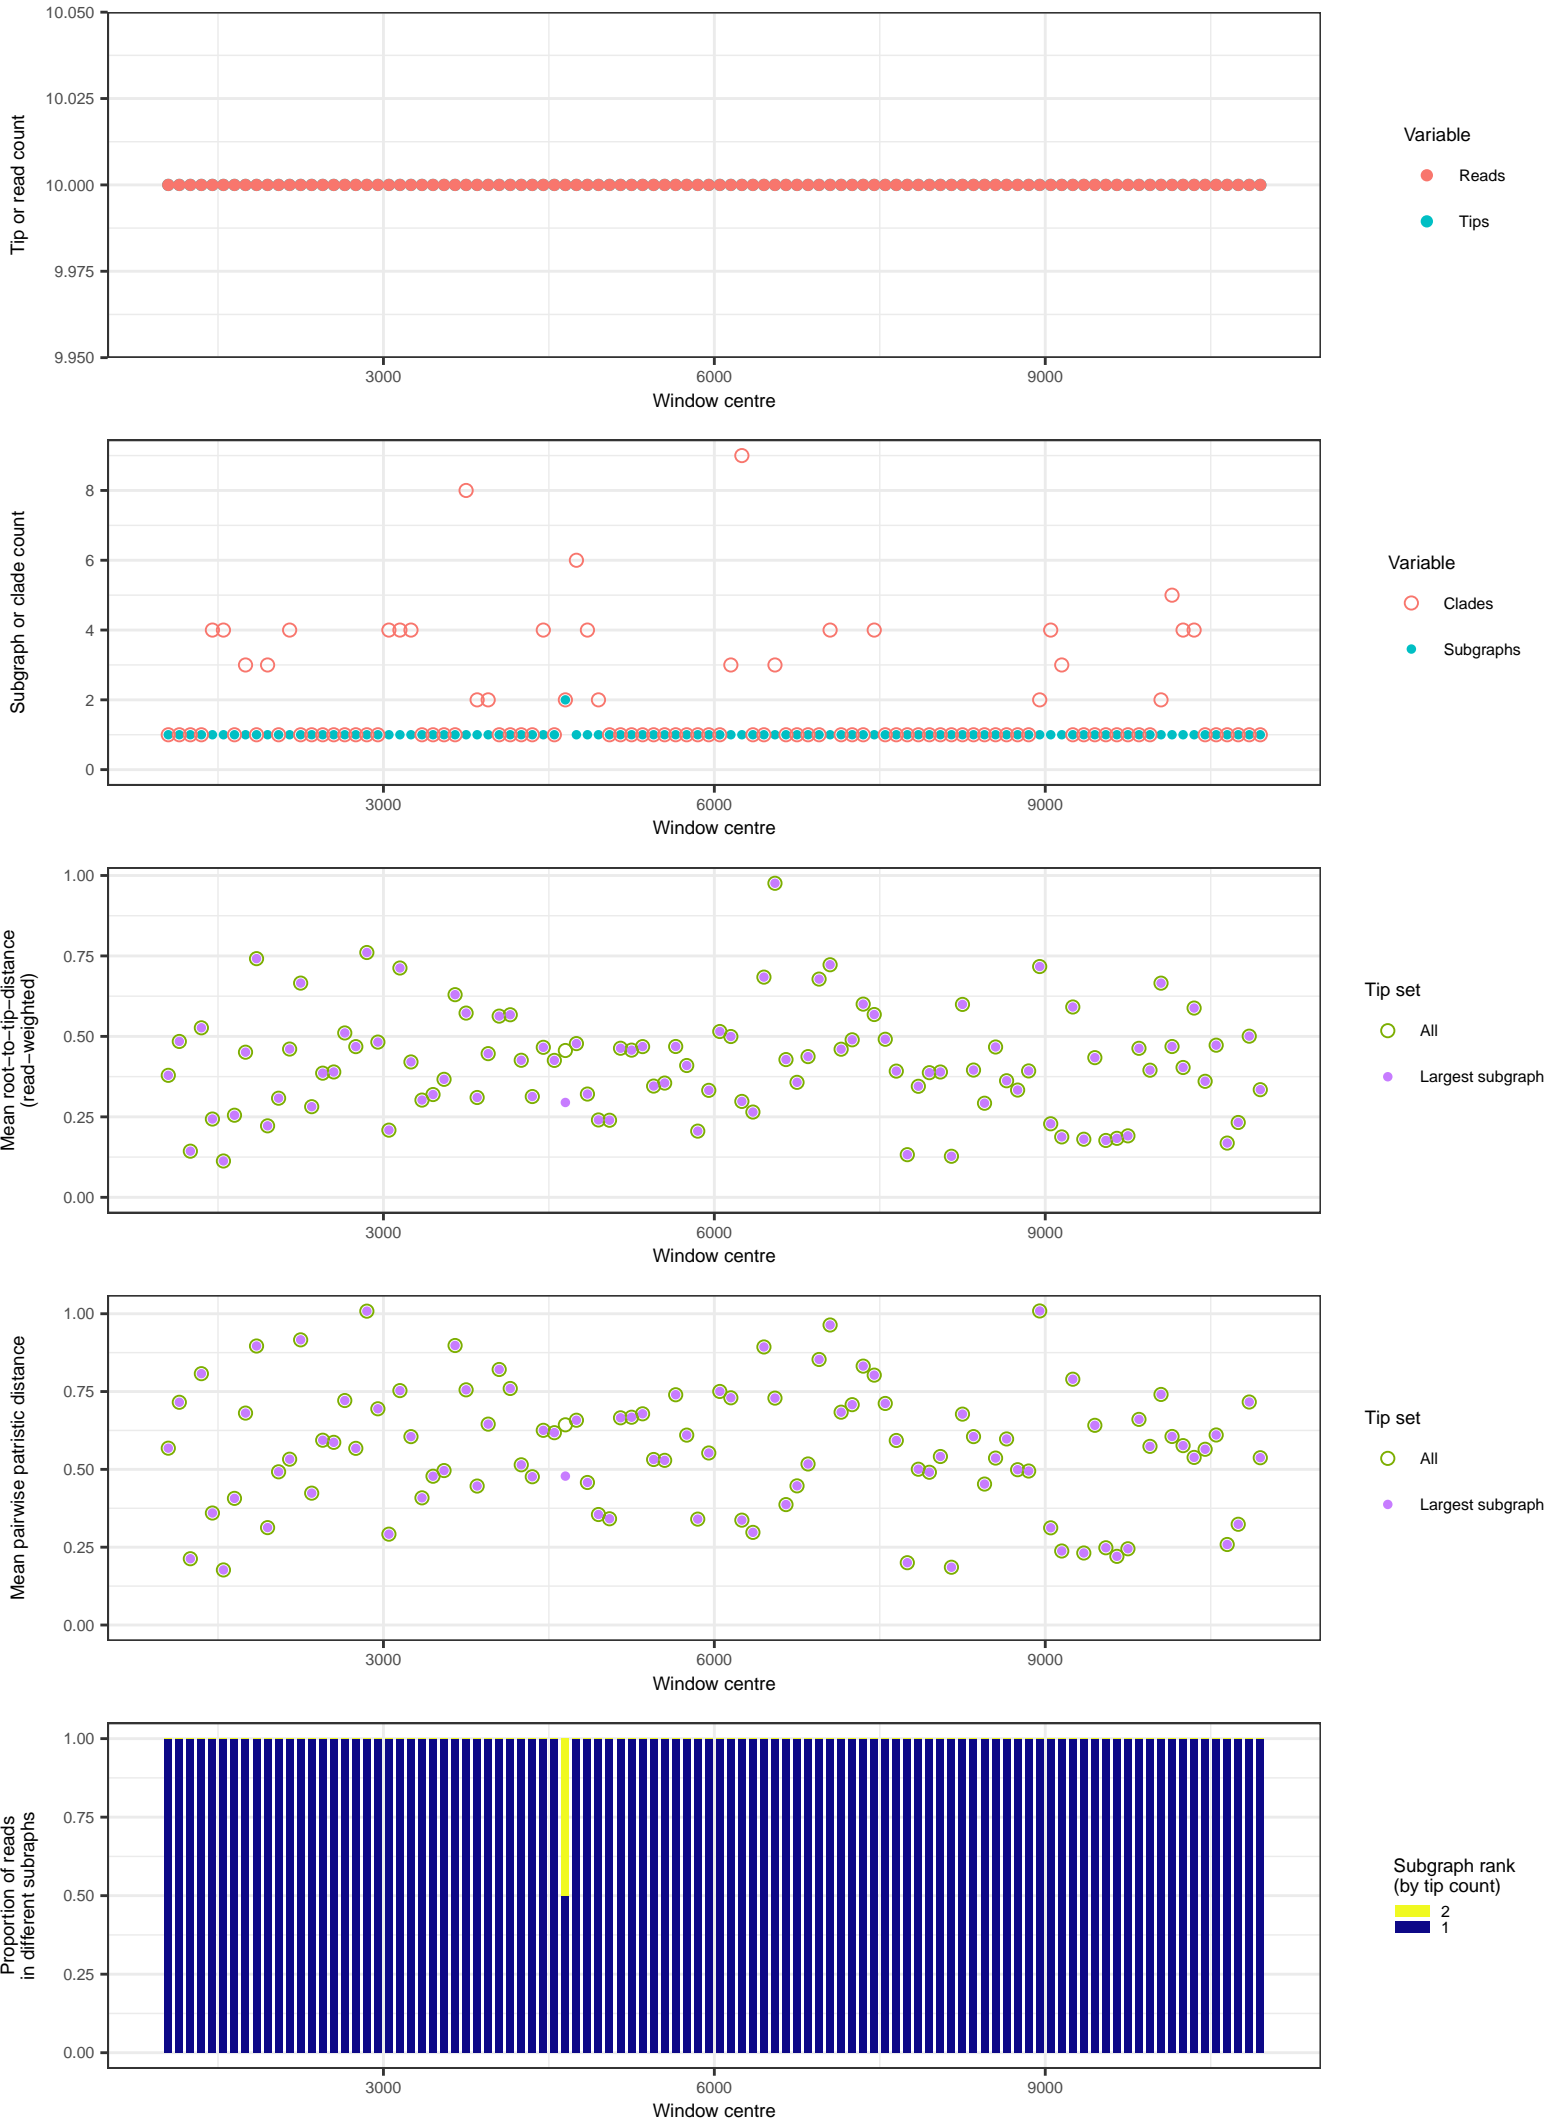 10.050
10.025
10.000
9.975
9.950
Tip or read count
3000 6000 9000
Window centre
Variable
Reads
Tips
8
6
4
2
0
Subgraph or clade count
3000 6000 9000
Window centre
Variable
Clades
Subgraphs
1.00
0.75
0.50
0.25
0.00
Mean root−to−tip−distance
(read−weighted)
3000 6000 9000
Window centre
Tip set
All
Largest subgraph
1.00
0.75
0.50
0.25
0.00
Mean pairwise patristic distance
3000 6000 9000
Window centre
Tip set
All
Largest subgraph
1.00
0.75
0.50
0.25
0.00
Proportion of reads
in different subraphs
3000 6000 9000
Window centre
Subgraph rank
(by tip count)
2
1